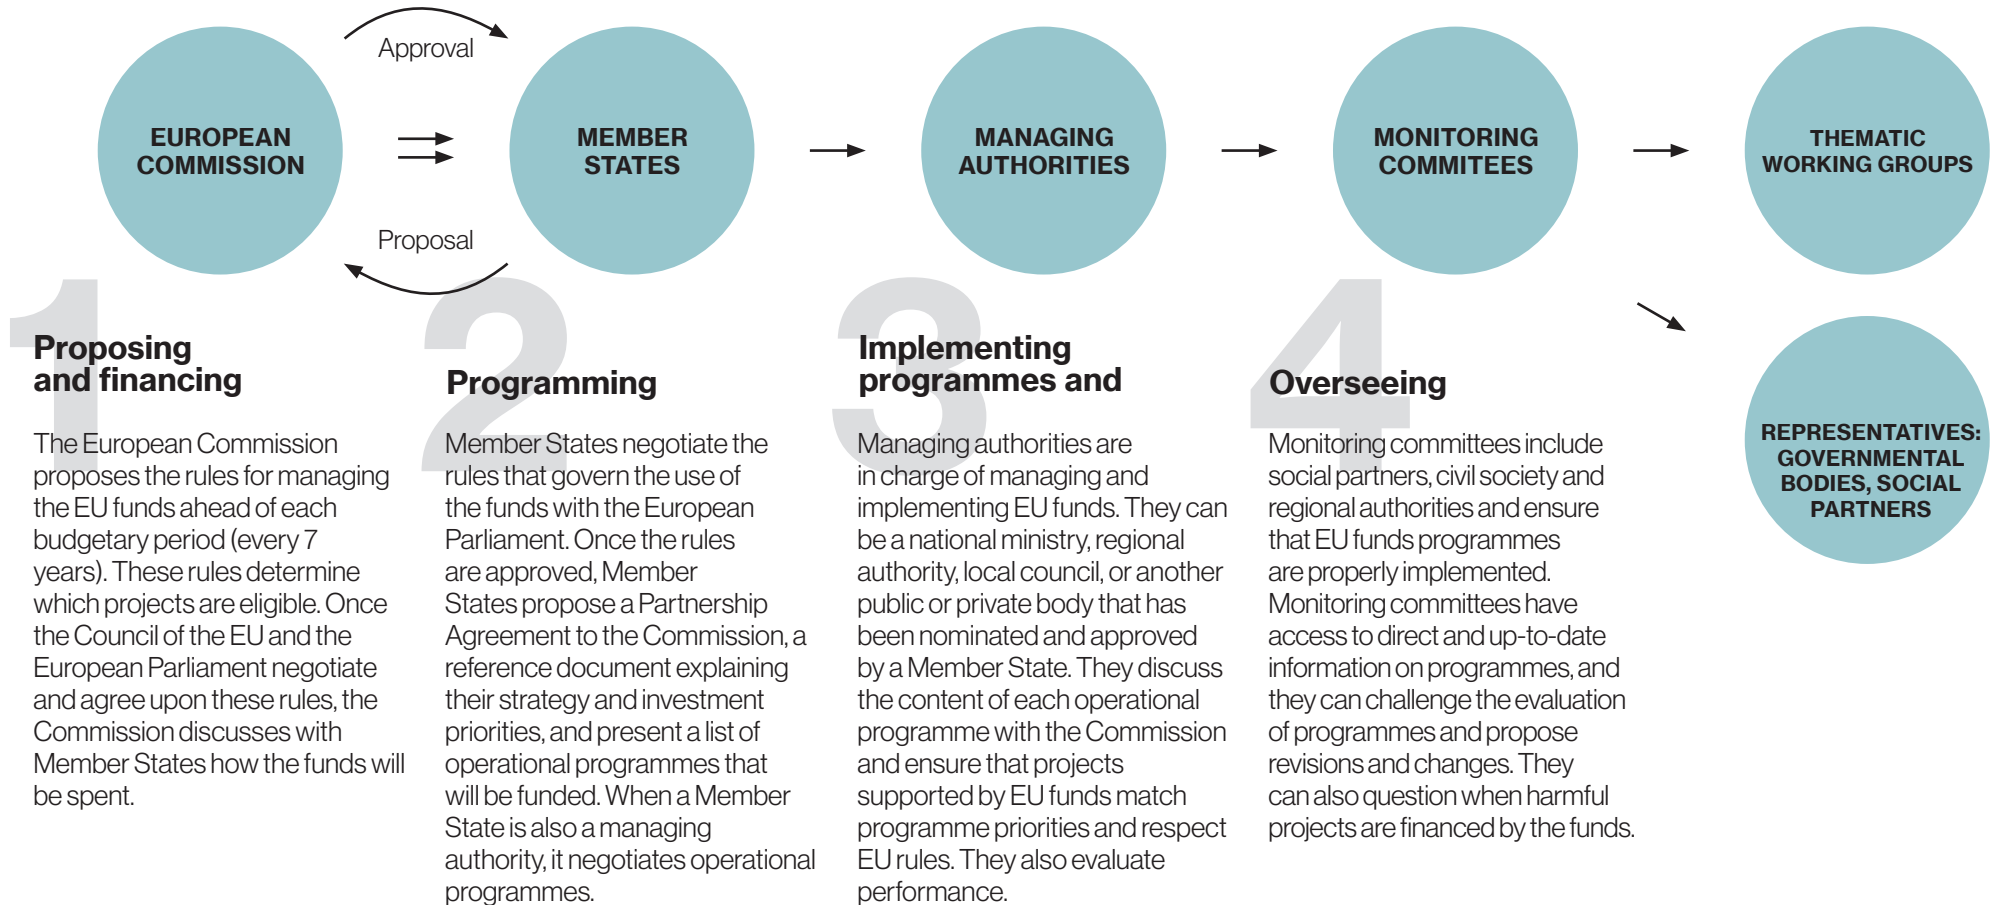 Approval
EUROPEAN
COMMISSION
MEMBER
STATES
MANAGING
AUTHORITIES
MONITORING
COMMITEES
THEMATIC
WORKING GROUPS
Proposal
REPRESENTATIVES:
GOVERNMENTAL
BODIES, SOCIAL
PARTNERS
1
Proposing
and financing
The European Commission
proposes the rules for managing
the EU funds ahead of each
budgetary period (every 7
years). These rules determine
which projects are eligible. Once
the Council of the EU and the
European Parliament negotiate
and agree upon these rules, the
Commission discusses with
Member States how the funds will
be spent.
2
Programming
Member States negotiate the
rules that govern the use of
the funds with the European
Parliament. Once the rules
are approved, Member
States propose a Partnership
Agreement to the Commission, a
reference document explaining
their strategy and investment
priorities, and present a list of
operational programmes that
will be funded. When a Member
State is also a managing
authority, it negotiates operational
programmes.
3
Implementing
programmes and
Managing authorities are
in charge of managing and
implementing EU funds. They can
be a national ministry, regional
authority, local council, or another
public or private body that has
been nominated and approved
by a Member State. They discuss
the content of each operational
programme with the Commission
and ensure that projects
supported by EU funds match
programme priorities and respect
EU rules. They also evaluate
performance.
4
Overseeing
Monitoring committees include
social partners, civil society and
regional authorities and ensure
that EU funds programmes
are properly implemented.
Monitoring committees have
access to direct and up-to-date
information on programmes, and
they can challenge the evaluation
of programmes and propose
revisions and changes. They
can also question when harmful
projects are financed by the funds.